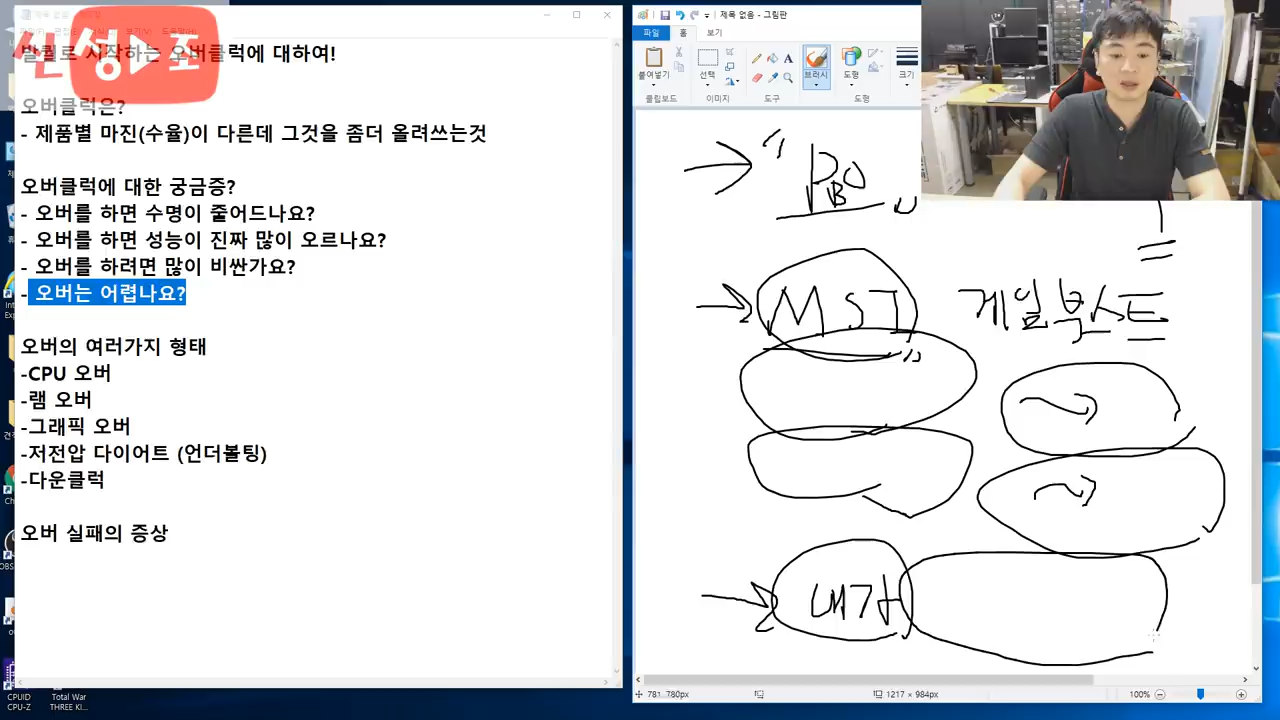 신성조
발퀄로 시작하는 오버클럭에 대하여!
오버클럭은?
- 제품별 마진(수율)이 다른데 그것을 좀더 올려쓰는것
오버클럭에 대한 궁금증?
- 오버를 하면 수명이 줄어드나요?
- 오버를 하면 성능이 진짜 많이 오르나요?
- 오버를 하려면 많이 비싼가요?
- 오버는 어렵나요?
오버의 여러가지 형태
-CPU 오버
-램 오버
-그래픽 오버
-저전압 다이어트 (언더볼팅)
-다운클럭
오버 실패의 증상
CPUID
CPU-Z
Total War
THREE KI...
제목 없음 - 그림판
파일 홈 보기
붙여넣기
선택
브러시
도형
크기
클립보드 이미지 도구 도형
PBO
MSI 게임부스트
내가
781, 780px
1217 × 984px
100%